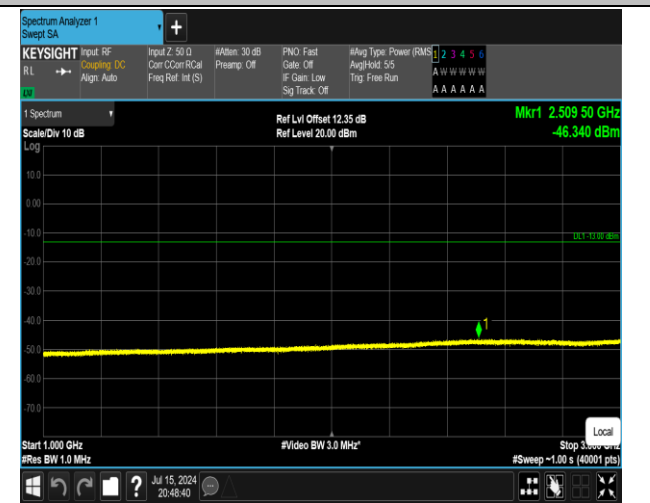 Spectrum Analyzer 1
Swept SA
+
KEYSIGHT Input: RF Input Z: 50 Ω #Atten: 30 dB PNO: Fast #Avg Type: Power (RMS 1 2 3 4 5 6
RL Coupling: DC Corr CCorr RCal Preamp: Off Gate: Off Avg|Hold: 5/5 A W W W W W
Align: Auto Freq Ref: Int (S) IF Gain: Low Trig: Free Run
LXI Sig Track: Off A A A A A A
1 Spectrum Ref Lvl Offset 12.35 dB Mkr1 2.509 50 GHz
Scale/Div 10 dB Ref Level 20.00 dBm -46.340 dBm
Log
10.0
0.00
-10.0
DL1 -13.00 dBm
-20.0
-30.0
-40.0
1
-50.0
-60.0
-70.0
Local
Start 1.000 GHz #Video BW 3.0 MHz* Stop 3.000 GHz
#Res BW 1.0 MHz #Sweep ~1.00 s (40001 pts)
? Jul 15, 2024
20:48:40